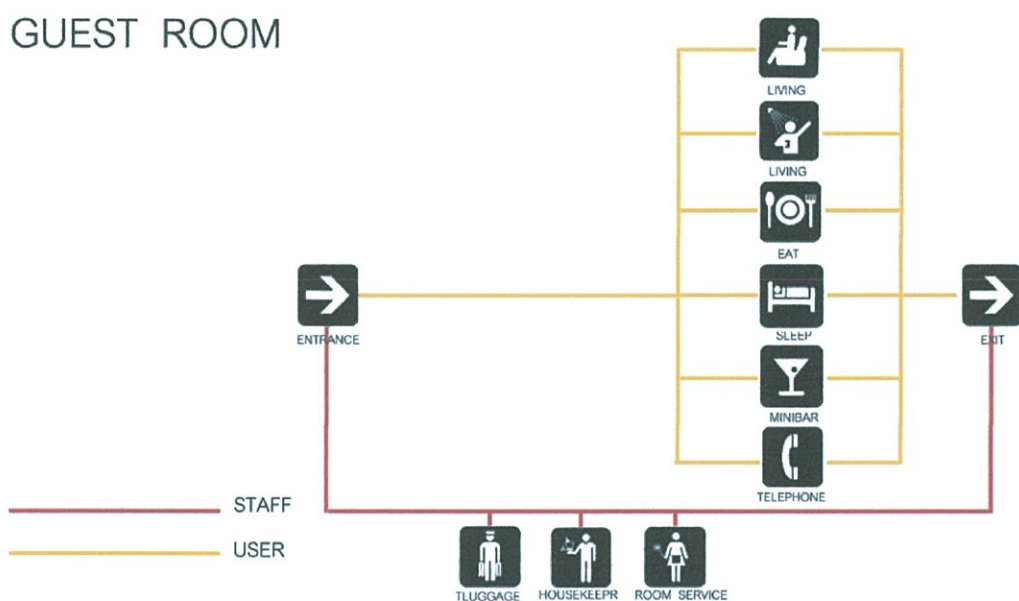 GUEST ROOM
LIVING
LIVING
EAT
ENTRANCE
SLEEP
EXIT
MINIBAR
TELEPHONE
STAFF
USER
TLUGGAGE
HOUSEKEEPR
ROOM SERVICE